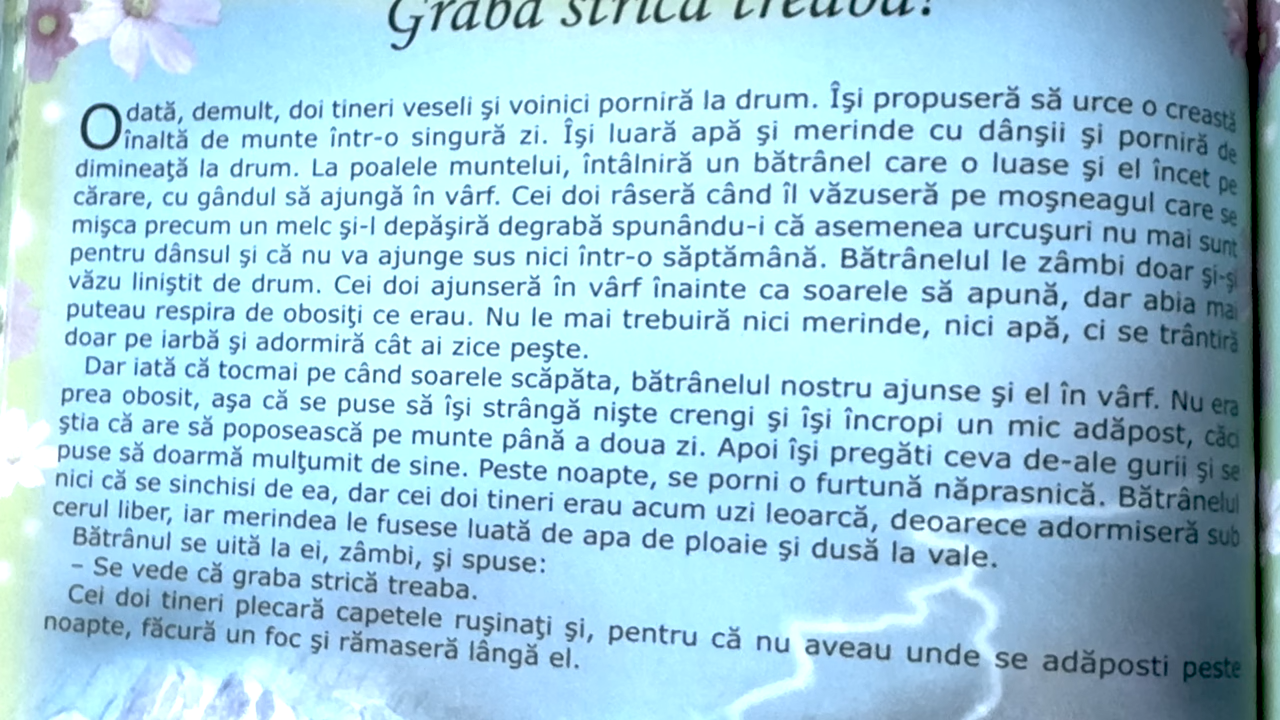 Graba strică treaba!
Odată, demult, doi tineri veseli şi voinici porniră la drum. Îşi propuseră să urce o creastă
înaltă de munte într-o singură zi. Îşi luară apă şi merinde cu dânşii şi porniră de
dimineaţă la drum. La poalele muntelui, întâlniră un bătrânel care o luase şi el încet pe
cărare, cu gândul să ajungă în vârf. Cei doi râseră când îl văzuseră pe moşneagul care se
mişca precum un melc şi-l depăşiră degrabă spunându-i că asemenea urcuşuri nu mai sunt
pentru dânsul şi că nu va ajunge sus nici într-o săptămână. Bătrânelul le zâmbi doar şi-şi
văzu liniştit de drum. Cei doi ajunseră în vârf înainte ca soarele să apună, dar abia mai
puteau respira de obosiţi ce erau. Nu le mai trebuiră nici merinde, nici apă, ci se trântiră
doar pe iarbă şi adormiră cât ai zice peşte.
Dar iată că tocmai pe când soarele scăpăta, bătrânelul nostru ajunse şi el în vârf. Nu era
prea obosit, aşa că se puse să îşi strângă nişte crengi şi îşi încropi un mic adăpost, căci
ştia că are să poposească pe munte până a doua zi. Apoi îşi pregăti ceva de-ale gurii şi se
puse să doarmă mulţumit de sine. Peste noapte, se porni o furtună năprasnică. Bătrânelul
nici că se sinchisi de ea, dar cei doi tineri erau acum uzi leoarcă, deoarece adormiseră sub
cerul liber, iar merindea le fusese luată de apa de ploaie şi dusă la vale.
Bătrânul se uită la ei, zâmbi, şi spuse:
– Se vede că graba strică treaba.
Cei doi tineri plecară capetele ruşinaţi şi, pentru că nu aveau unde se adăposti peste
noapte, făcură un foc şi rămaseră lângă el.